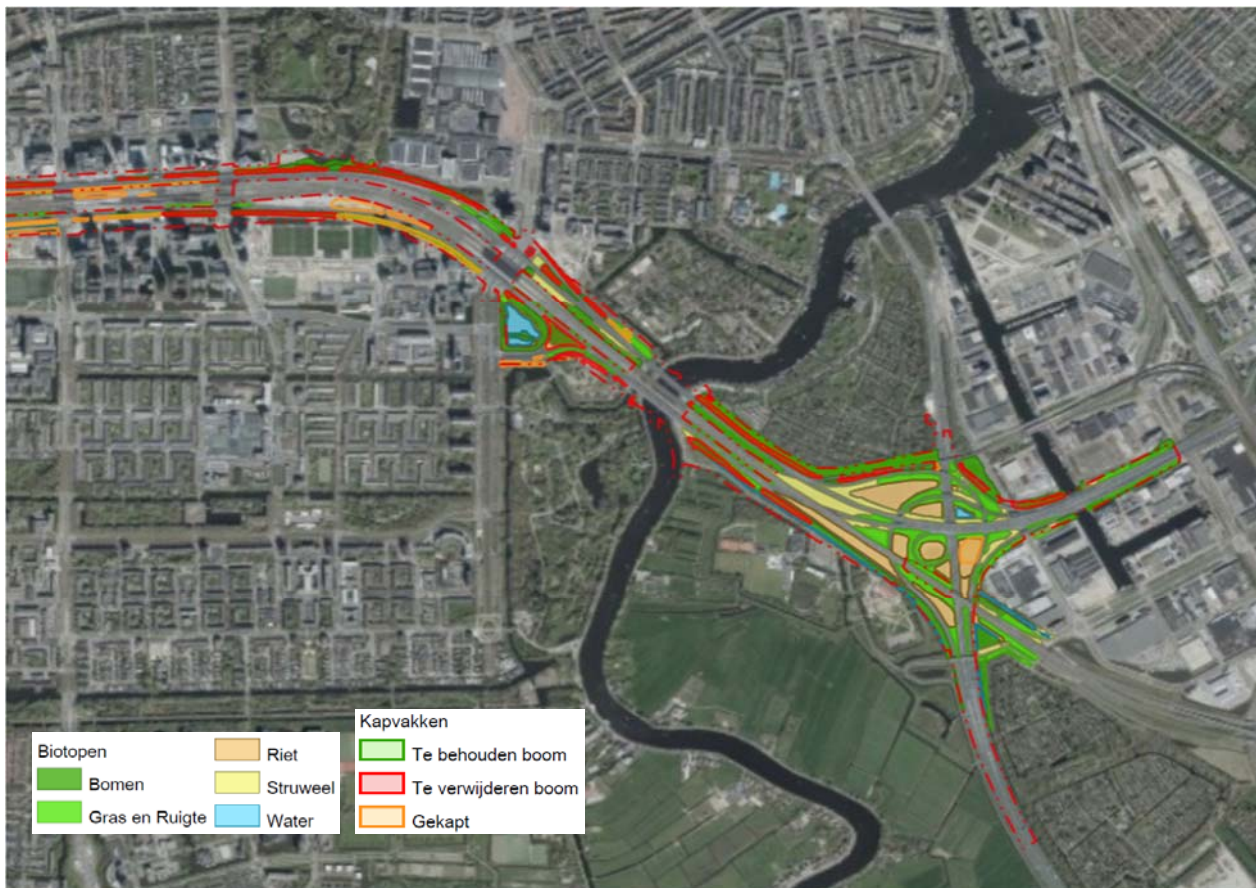 Biotopen
Bomen
Gras en Ruigte
Riet
Struweel
Water
Kapvakken
Te behouden boom
Te verwijderen boom
Gekapt